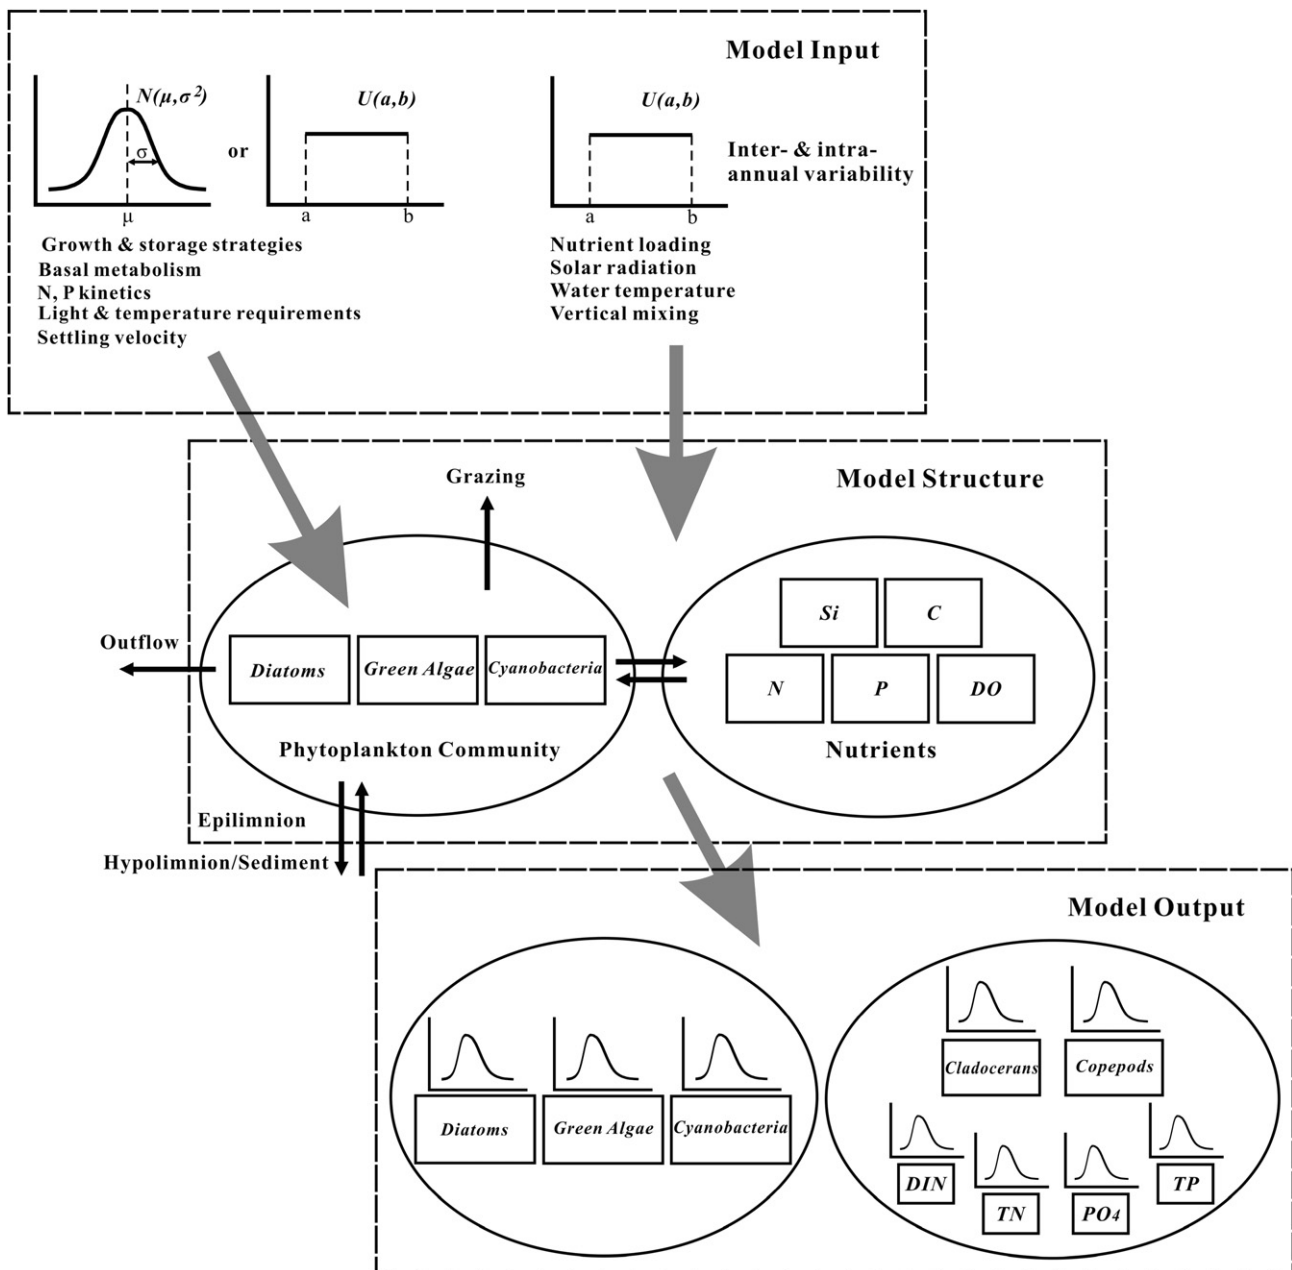 Model Input
N(μ,σ²)
σ
μ
or
U(a,b)
a b
U(a,b)
a b
Inter- & intra-
annual variability
Growth & storage strategies
Basal metabolism
N, P kinetics
Light & temperature requirements
Settling velocity
Nutrient loading
Solar radiation
Water temperature
Vertical mixing
Model Structure
Grazing
Outflow
Diatoms
Green Algae
Cyanobacteria
Phytoplankton Community
Si
C
N
P
DO
Nutrients
Epilimnion
Hypolimnion/Sediment
Model Output
Diatoms
Green Algae
Cyanobacteria
Cladocerans
Copepods
DIN
TN
PO₄
TP